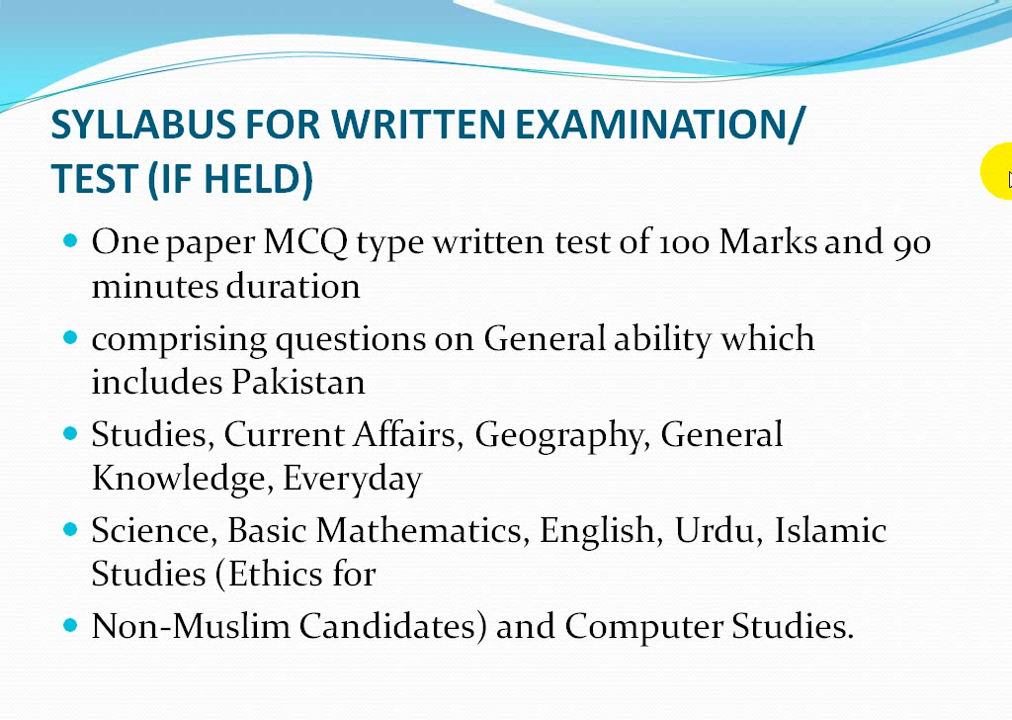 SYLLABUS FOR WRITTEN EXAMINATION/
TEST (IF HELD)
• One paper MCQ type written test of 100 Marks and 90
minutes duration
• comprising questions on General ability which
includes Pakistan
• Studies, Current Affairs, Geography, General
Knowledge, Everyday
• Science, Basic Mathematics, English, Urdu, Islamic
Studies (Ethics for
• Non-Muslim Candidates) and Computer Studies.